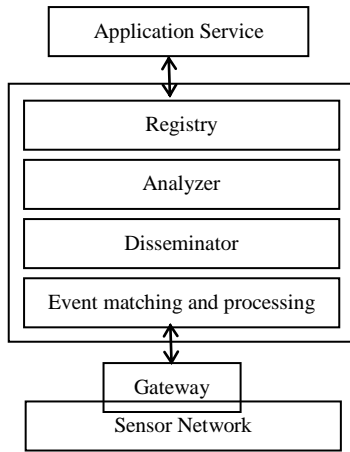 Application Service
Registry
Analyzer
Disseminator
Event matching and processing
Gateway
Sensor Network